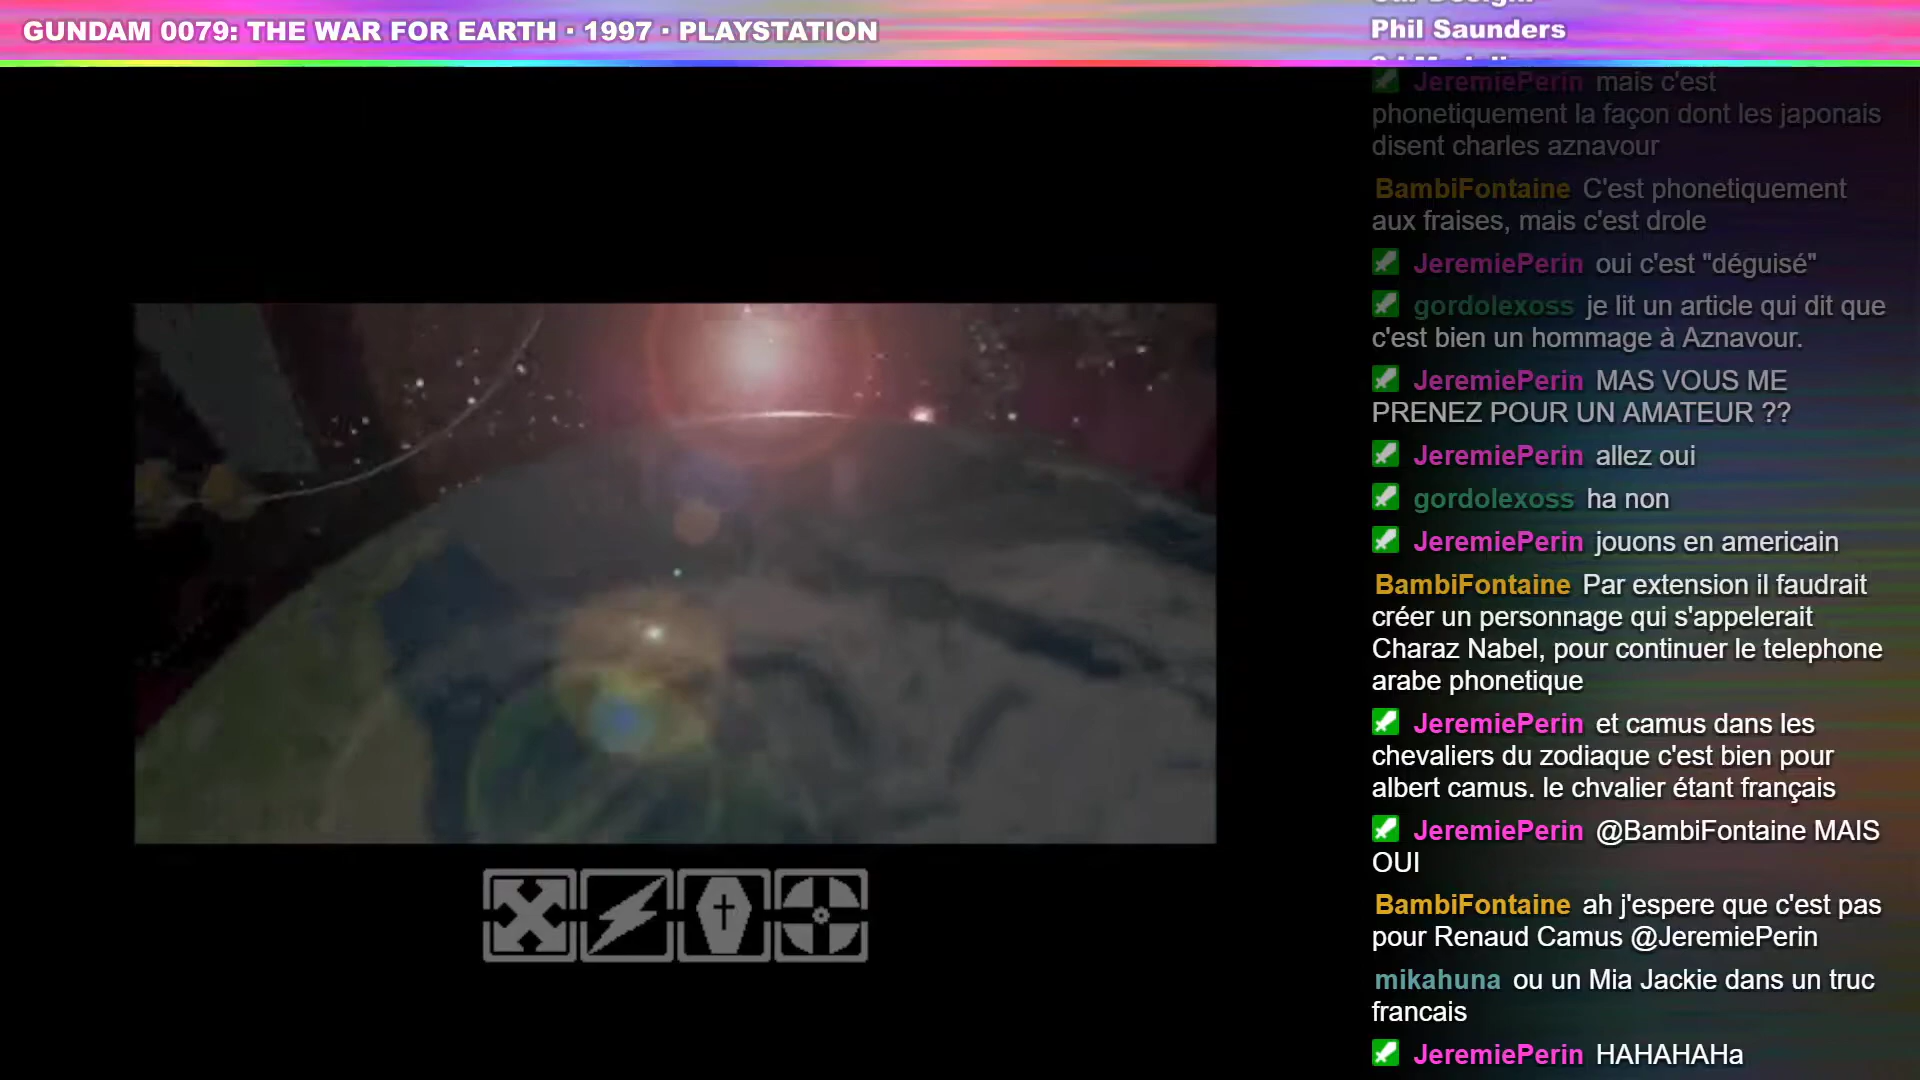 GUNDAM 0079: THE WAR FOR EARTH · 1997 · PLAYSTATION
Phil Saunders
JeremiePerin mais c'est
phonetiquement la façon dont les japonais
disent charles aznavour
BambiFontaine C'est phonetiquement
aux fraises, mais c'est drole
JeremiePerin oui c'est "déguisé"
gordolexoss je lit un article qui dit que
c'est bien un hommage à Aznavour.
JeremiePerin MAS VOUS ME
PRENEZ POUR UN AMATEUR ??
JeremiePerin allez oui
gordolexoss ha non
JeremiePerin jouons en americain
BambiFontaine Par extension il faudrait
créer un personnage qui s'appelerait
Charaz Nabel, pour continuer le telephone
arabe phonetique
JeremiePerin et camus dans les
chevaliers du zodiaque c'est bien pour
albert camus. le chvalier étant français
JeremiePerin @BambiFontaine MAIS
OUI
BambiFontaine ah j'espere que c'est pas
pour Renaud Camus @JeremiePerin
mikahuna ou un Mia Jackie dans un truc
francais
JeremiePerin HAHAHAHa